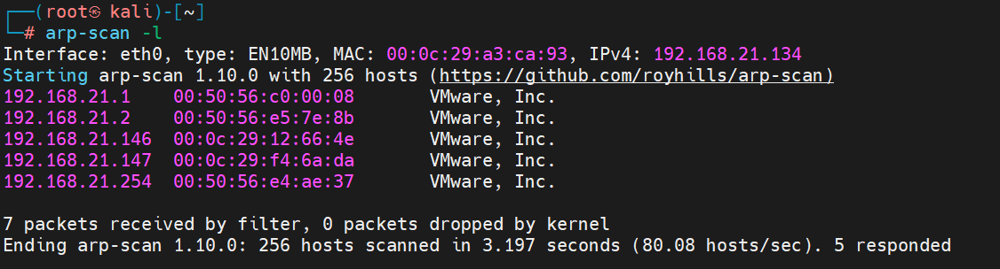 ┌──(root㉿ kali)-[~]
└─# arp-scan -l
Interface: eth0, type: EN10MB, MAC: 00:0c:29:a3:ca:93, IPv4: 192.168.21.134
Starting arp-scan 1.10.0 with 256 hosts (https://github.com/royhills/arp-scan)
192.168.21.1    00:50:56:c0:00:08       VMware, Inc.
192.168.21.2    00:50:56:e5:7e:8b       VMware, Inc.
192.168.21.146  00:0c:29:12:66:4e       VMware, Inc.
192.168.21.147  00:0c:29:f4:6a:da       VMware, Inc.
192.168.21.254  00:50:56:e4:ae:37       VMware, Inc.
7 packets received by filter, 0 packets dropped by kernel
Ending arp-scan 1.10.0: 256 hosts scanned in 3.197 seconds (80.08 hosts/sec). 5 responded